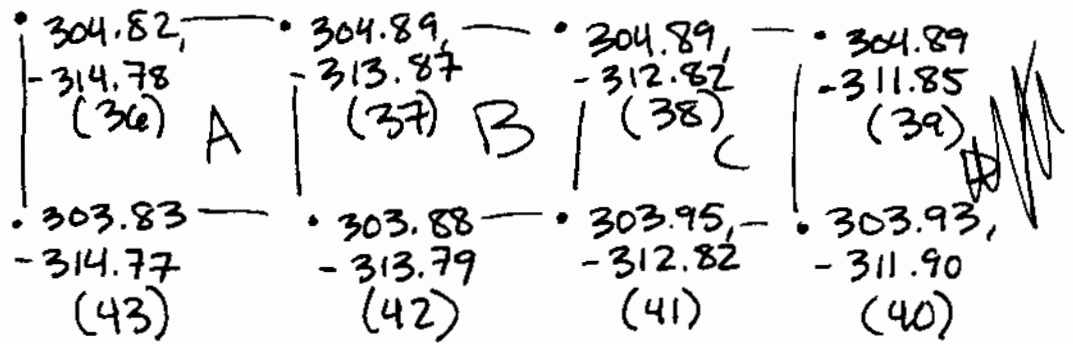 304.82, 304.89, 304.89, 304.89
-314.78 -313.87 -312.82 -311.85
(36) (37) (38) (39)
A B C
303.83 303.88 303.95, 303.93,
-314.77 -313.79 -312.82 -311.90
(43) (42) (41) (40)